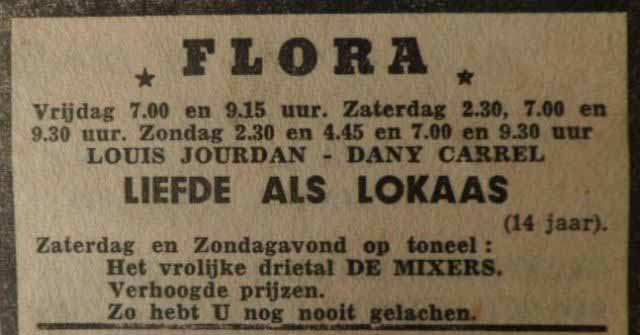 FLORA
Vrijdag 7.00 en 9.15 uur. Zaterdag 2.30, 7.00 en
9.30 uur. Zondag 2.30 en 4.45 en 7.00 en 9.30 uur
LOUIS JOURDAN - DANY CARREL
LIEFDE ALS LOKAAS
(14 jaar).
Zaterdag en Zondagavond op toneel :
Het vrolijke drietal DE MIXERS.
Verhoogde prijzen.
Zo hebt U nog nooit gelachen.